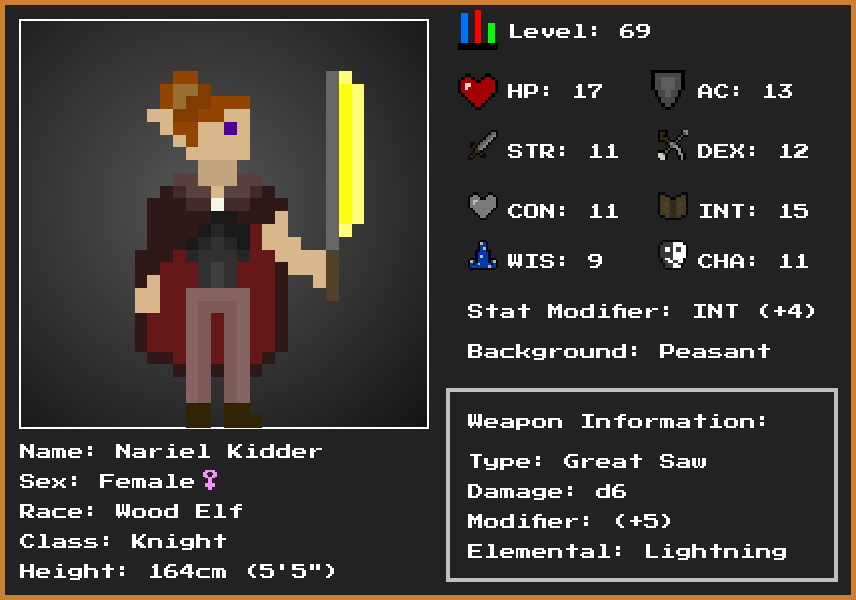 Level: 69
HP: 17 AC: 13
STR: 11 DEX: 12
CON: 11 INT: 15
WIS: 9 CHA: 11
Stat Modifier: INT (+4)
Background: Peasant
Weapon Information:
Type: Great Saw
Damage: d6
Modifier: (+5)
Elemental: Lightning
Name: Nariel Kidder
Sex: Female♀
Race: Wood Elf
Class: Knight
Height: 164cm (5'5")